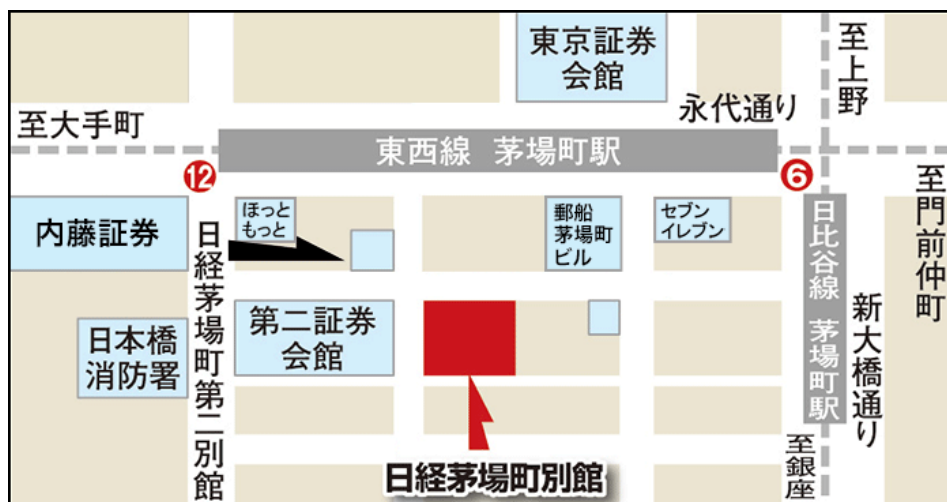 東京証券
会館
至上野
永代通り
至大手町
東西線 茅場町駅
12
6
至門前仲町
内藤証券
ほっと
もっと
郵船
茅場町
ビル
セブン
イレブン
日比谷線 茅場町駅
日経茅場町第二別館
第二証券
会館
日本橋
消防署
新大橋通り
至銀座
日経茅場町別館